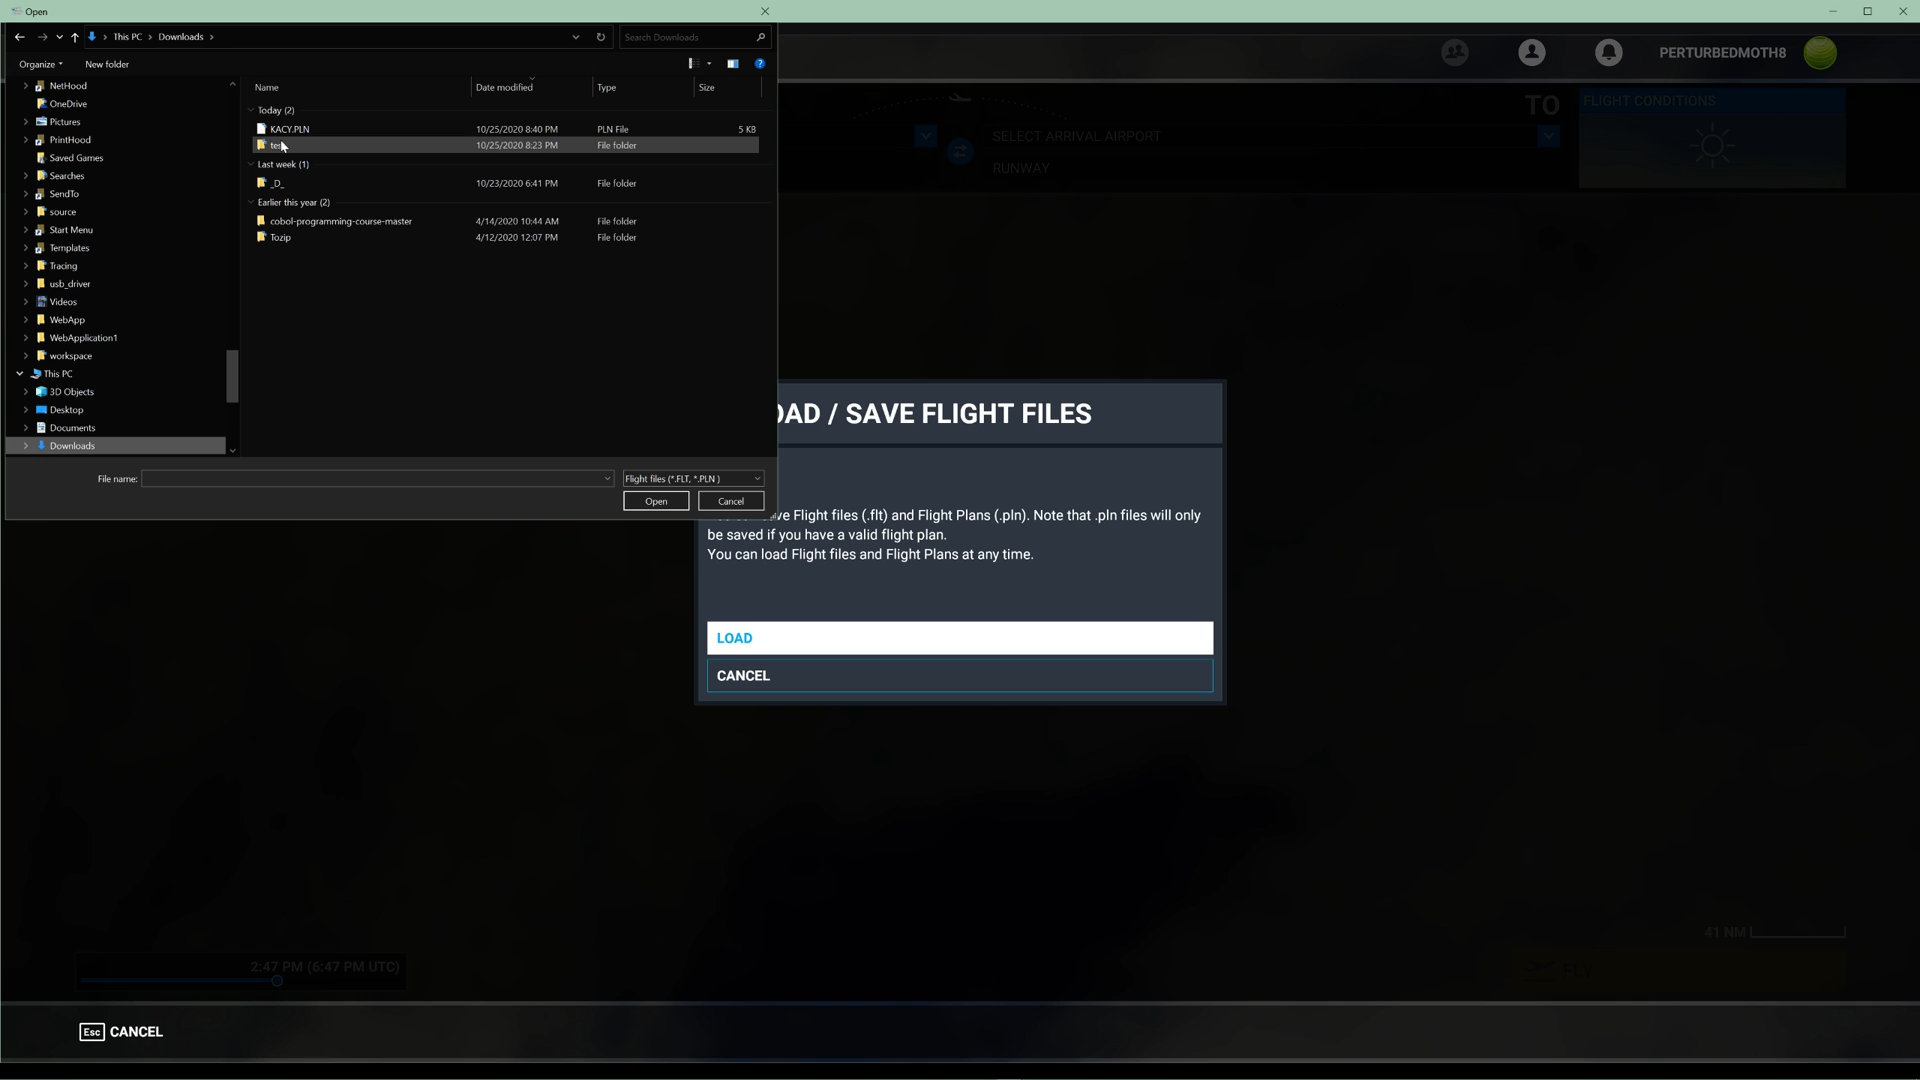 Open
This PC > Downloads >
Search Downloads
Organize
New folder
NetHood
OneDrive
Pictures
PrintHood
Saved Games
Searches
SendTo
source
Start Menu
Templates
Tracing
usb_driver
Videos
WebApp
WebApplication1
workspace
This PC
3D Objects
Desktop
Documents
Downloads
Name Date modified Type Size
Today (2)
KACY.PLN 10/25/2020 8:40 PM PLN File 5 KB
10/25/2020 8:23 PM File folder
Last week (1)
_D_ 10/23/2020 6:41 PM File folder
Earlier this year (2)
cobol-programming-course-master 4/14/2020 10:44 AM File folder
Tozip 4/12/2020 12:07 PM File folder
File name:
Flight files (*.FLT, *.PLN )
Open
Cancel
PERTURBEDMOTH8
TO
SELECT ARRIVAL AIRPORT
RUNWAY
FLIGHT CONDITIONS
OAD / SAVE FLIGHT FILES
ve Flight files (.flt) and Flight Plans (.pln). Note that .pln files will only
be saved if you have a valid flight plan.
You can load Flight files and Flight Plans at any time.
LOAD
CANCEL
41 NM
2:47 PM (6:47 PM UTC)
FLY
Esc CANCEL